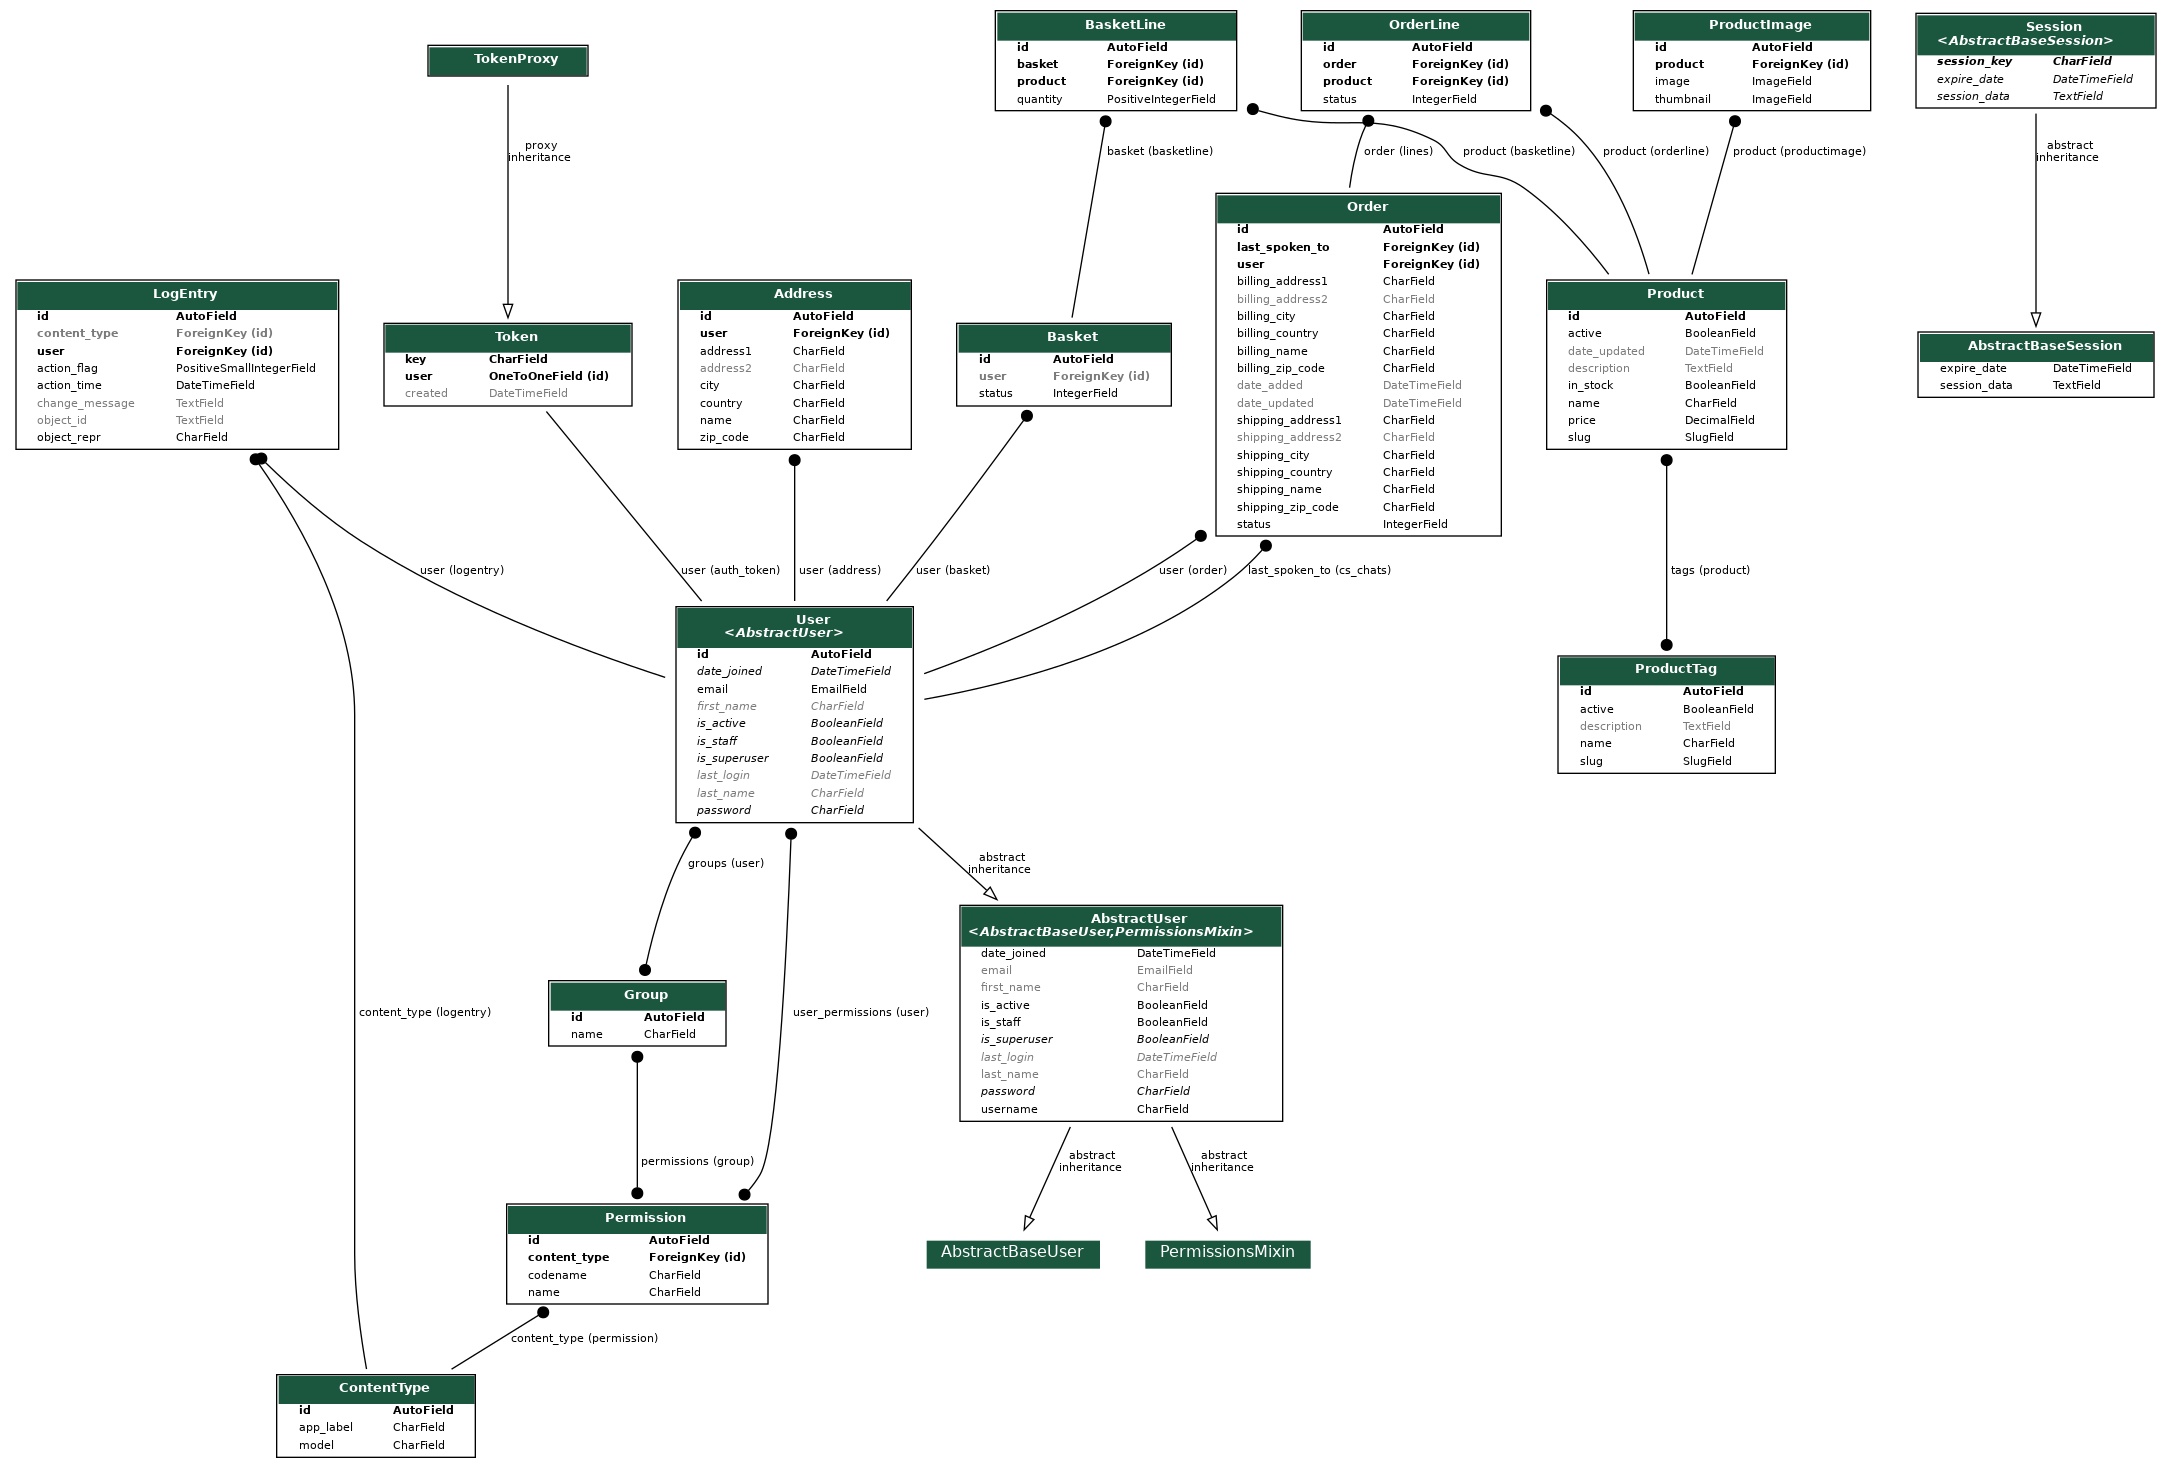 BasketLine
id AutoField
basket ForeignKey (id)
product ForeignKey (id)
quantity PositiveIntegerField
OrderLine
id AutoField
order ForeignKey (id)
product ForeignKey (id)
status IntegerField
ProductImage
id AutoField
product ForeignKey (id)
image ImageField
thumbnail ImageField
Session
<AbstractBaseSession>
session_key CharField
expire_date DateTimeField
session_data TextField
TokenProxy
proxy
inheritance
basket (basketline)
order (lines)
product (basketline)
product (orderline)
product (productimage)
abstract
inheritance
Order
id AutoField
last_spoken_to ForeignKey (id)
user ForeignKey (id)
billing_address1 CharField
billing_address2 CharField
billing_city CharField
billing_country CharField
billing_name CharField
billing_zip_code CharField
date_added DateTimeField
date_updated DateTimeField
shipping_address1 CharField
shipping_address2 CharField
shipping_city CharField
shipping_country CharField
shipping_name CharField
shipping_zip_code CharField
status IntegerField
LogEntry
id AutoField
content_type ForeignKey (id)
user ForeignKey (id)
action_flag PositiveSmallIntegerField
action_time DateTimeField
change_message TextField
object_id TextField
object_repr CharField
Token
key CharField
user OneToOneField (id)
created DateTimeField
Address
id AutoField
user ForeignKey (id)
address1 CharField
address2 CharField
city CharField
country CharField
name CharField
zip_code CharField
Basket
id AutoField
user ForeignKey (id)
status IntegerField
Product
id AutoField
active BooleanField
date_updated DateTimeField
description TextField
in_stock BooleanField
name CharField
price DecimalField
slug SlugField
AbstractBaseSession
expire_date DateTimeField
session_data TextField
user (logentry)
user (auth_token)
user (address)
user (basket)
user (order)
last_spoken_to (cs_chats)
tags (product)
User
<AbstractUser>
id AutoField
date_joined DateTimeField
email EmailField
first_name CharField
is_active BooleanField
is_staff BooleanField
is_superuser BooleanField
last_login DateTimeField
last_name CharField
password CharField
ProductTag
id AutoField
active BooleanField
description TextField
name CharField
slug SlugField
groups (user)
abstract
inheritance
AbstractUser
<AbstractBaseUser,PermissionsMixin>
date_joined DateTimeField
email EmailField
first_name CharField
is_active BooleanField
is_staff BooleanField
is_superuser BooleanField
last_login DateTimeField
last_name CharField
password CharField
username CharField
Group
id AutoField
name CharField
content_type (logentry)
user_permissions (user)
permissions (group)
abstract
inheritance
abstract
inheritance
Permission
id AutoField
content_type ForeignKey (id)
codename CharField
name CharField
AbstractBaseUser
PermissionsMixin
content_type (permission)
ContentType
id AutoField
app_label CharField
model CharField